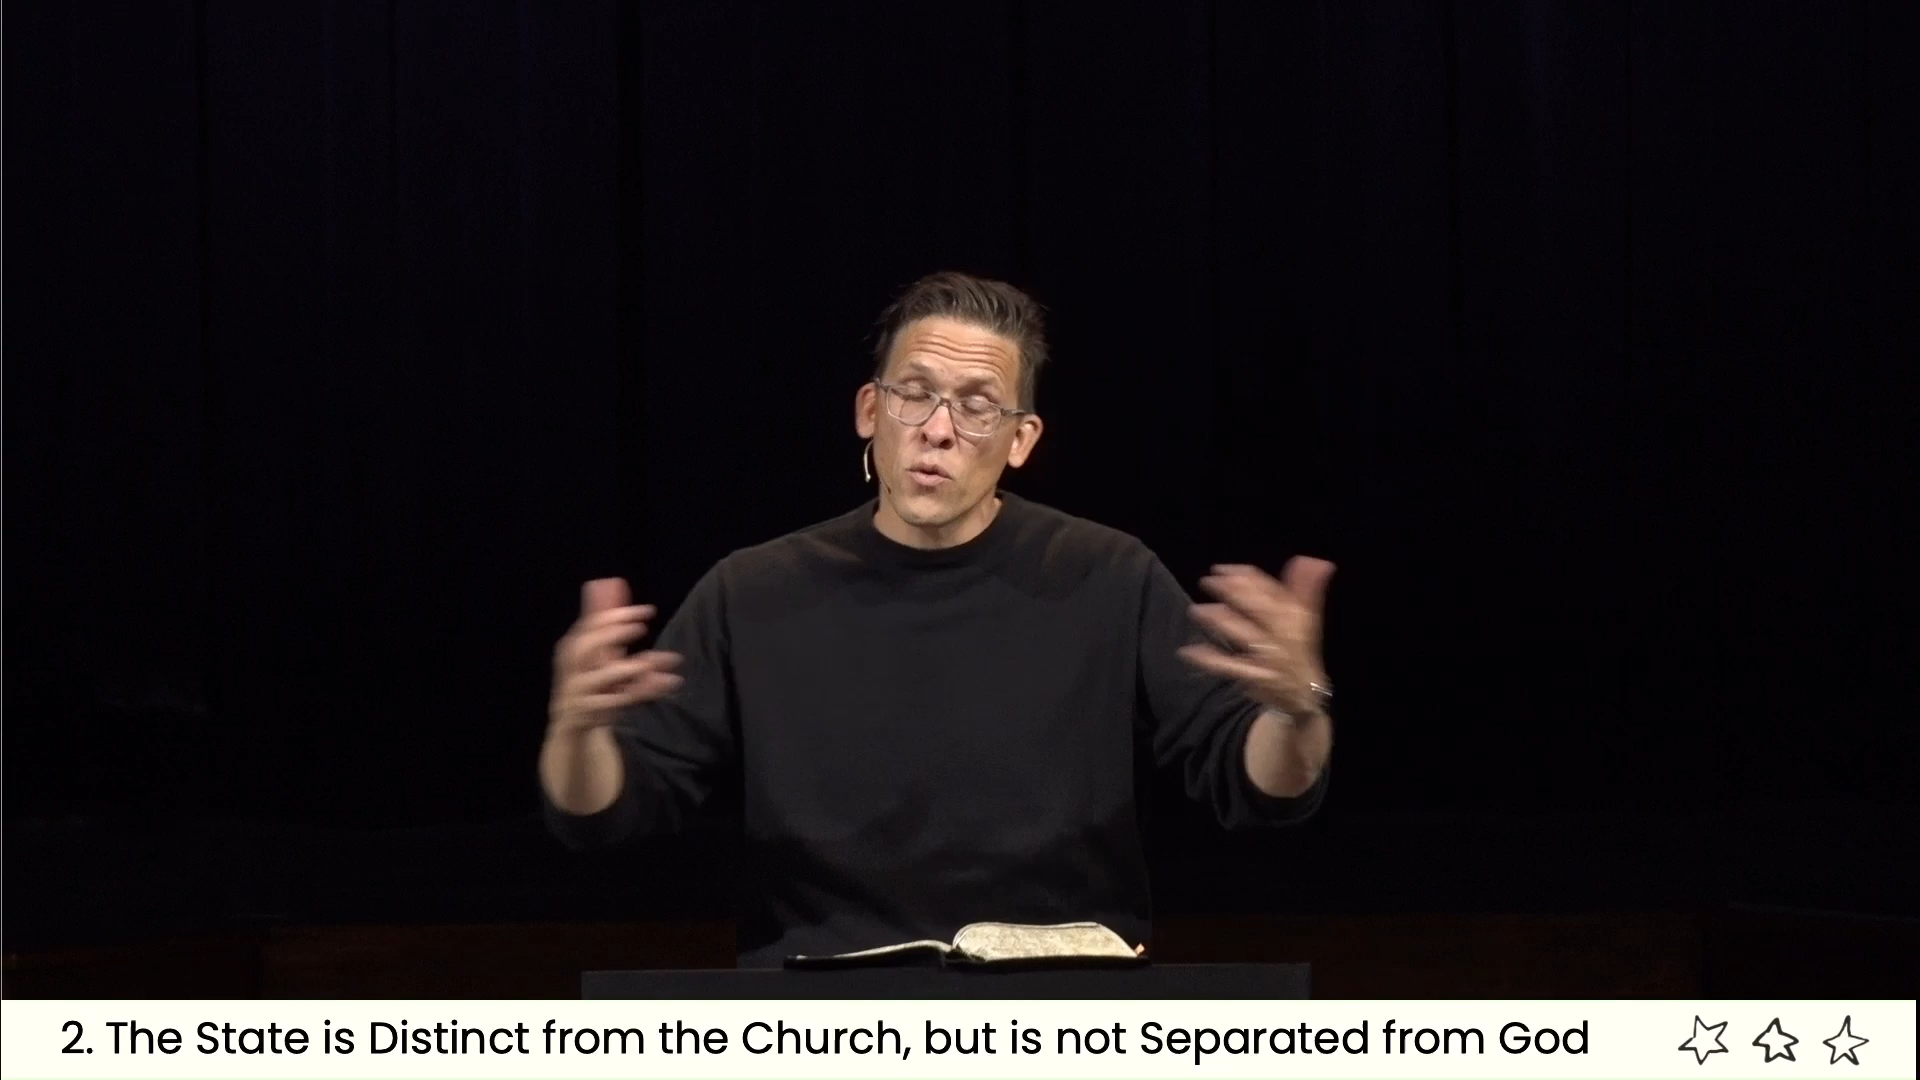 2. The State is Distinct from the Church, but is not Separated from God